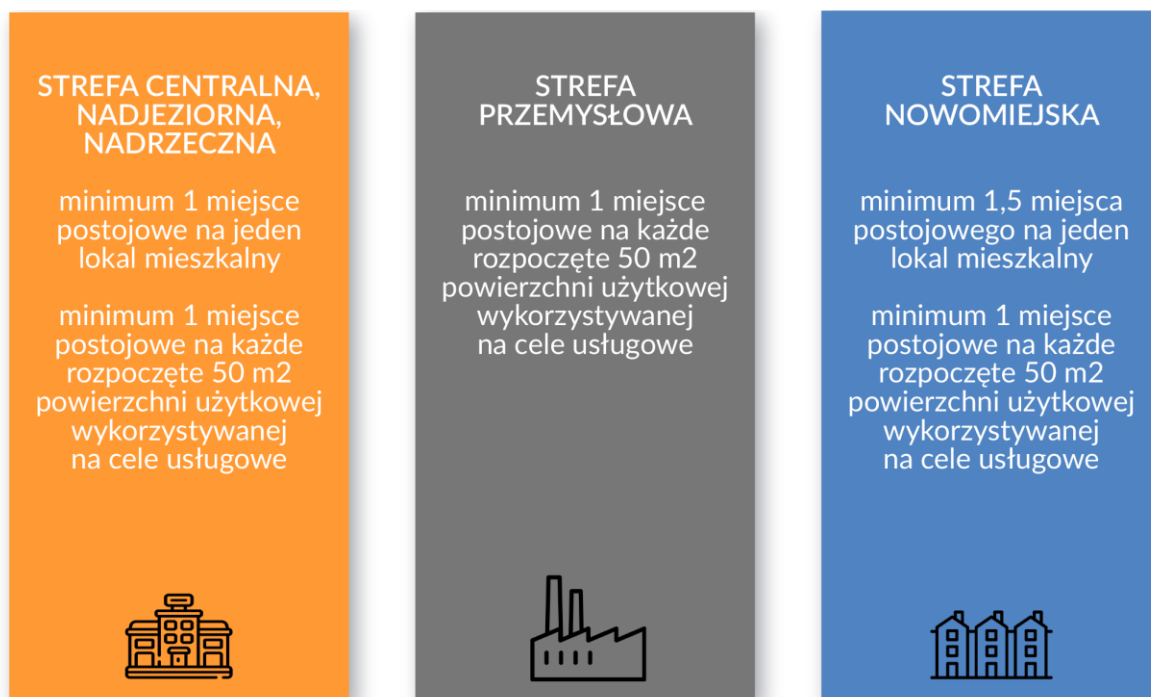 STREFA CENTRALNA,
NADJEZIORNA,
NADRZECZNA
minimum 1 miejsce
postojowe na jeden
lokal mieszkalny
minimum 1 miejsce
postojowe na każde
rozpoczęte 50 m2
powierzchni użytkowej
wykorzystywanej
na cele usługowe
STREFA
PRZEMYSŁOWA
minimum 1 miejsce
postojowe na każde
rozpoczęte 50 m2
powierzchni użytkowej
wykorzystywanej
na cele usługowe
STREFA
NOWOMIEJSKA
minimum 1,5 miejsca
postojowego na jeden
lokal mieszkalny
minimum 1 miejsce
postojowe na każde
rozpoczęte 50 m2
powierzchni użytkowej
wykorzystywanej
na cele usługowe